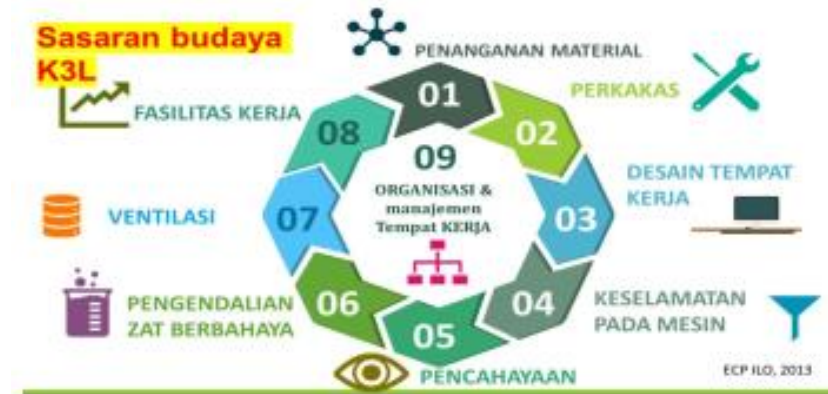 Sasaran budaya
K3L
PENANGANAN MATERIAL
01
PERKAKAS
02
DESAIN TEMPAT
KERJA
03
KESELAMATAN
PADA MESIN
04
PENCAHAYAAN
05
PENGENDALIAN
ZAT BERBAHAYA
06
VENTILASI
07
FASILITAS KERJA
08
09
ORGANISASI &
manajemen
Tempat KERJA
ECP ILO, 2013